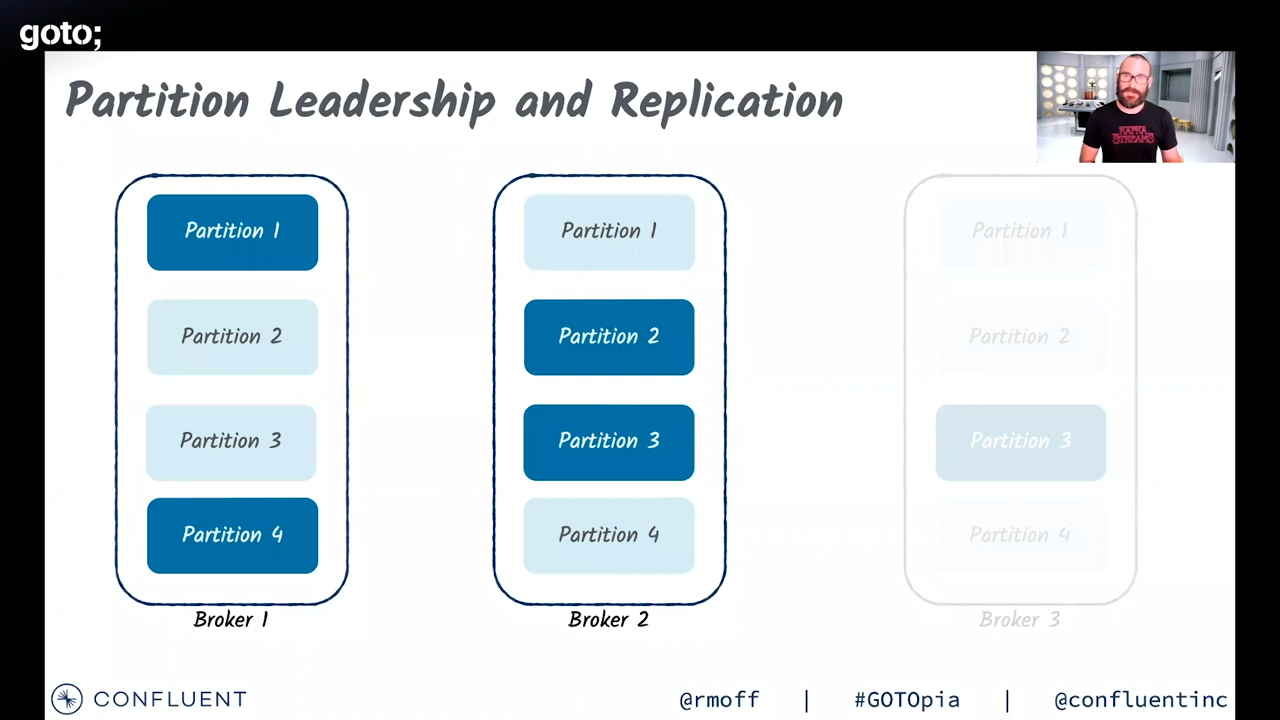 goto;
Partition Leadership and Replication
KAFKA
STREAMS
Partition 1
Partition 2
Partition 3
Partition 4
Broker 1
Partition 1
Partition 2
Partition 3
Partition 4
Broker 2
Partition 1
Partition 2
Partition 3
Partition 4
Broker 3
CONFLUENT
@rmoff | #GOTOpia | @confluentinc